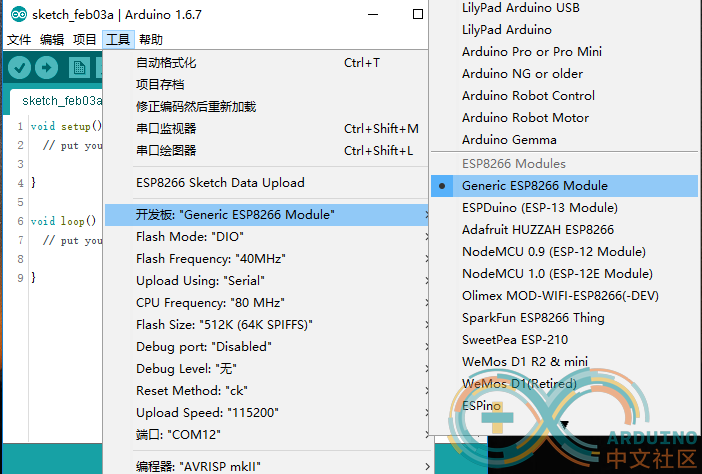 sketch_feb03a | Arduino 1.6.7
文件 编辑 项目 工具 帮助
sketch_feb03a
1 void setup()
2 // put you
3
4 }
5
6 void loop()
7 // put you
8
9 }
自动格式化 Ctrl+T
项目存档
修正编码然后重新加载
串口监视器 Ctrl+Shift+M
串口绘图器 Ctrl+Shift+L
ESP8266 Sketch Data Upload
开发板: "Generic ESP8266 Module"
Flash Mode: "DIO"
Flash Frequency: "40MHz"
Upload Using: "Serial"
CPU Frequency: "80 MHz"
Flash Size: "512K (64K SPIFFS)"
Debug port: "Disabled"
Debug Level: "无"
Reset Method: "ck"
Upload Speed: "115200"
端口: "COM12"
编程器: "AVRISP mkII"
LilyPad Arduino USB
LilyPad Arduino
Arduino Pro or Pro Mini
Arduino NG or older
Arduino Robot Control
Arduino Robot Motor
Arduino Gemma
ESP8266 Modules
Generic ESP8266 Module
ESPDuino (ESP-13 Module)
Adafruit HUZZAH ESP8266
NodeMCU 0.9 (ESP-12 Module)
NodeMCU 1.0 (ESP-12E Module)
Olimex MOD-WIFI-ESP8266(-DEV)
SparkFun ESP8266 Thing
SweetPea ESP-210
WeMos D1 R2 & mini
WeMos D1(Retired)
ESPino
ARDUINO
中文社区